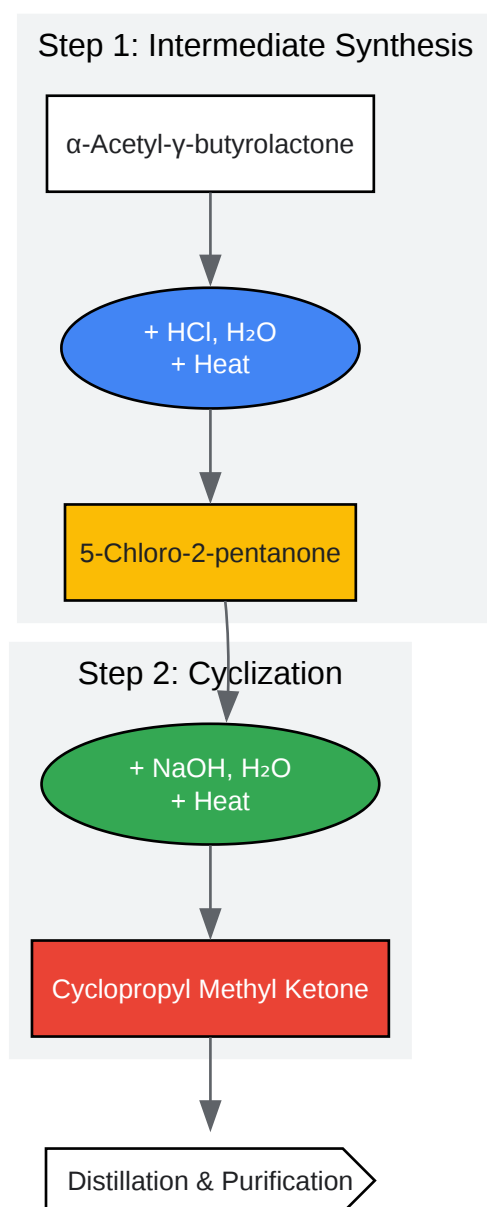 Step 1: Intermediate Synthesis
α-Acetyl-γ-butyrolactone
+ HCl, H₂O
+ Heat
5-Chloro-2-pentanone
Step 2: Cyclization
+ NaOH, H₂O
+ Heat
Cyclopropyl Methyl Ketone
Distillation & Purification